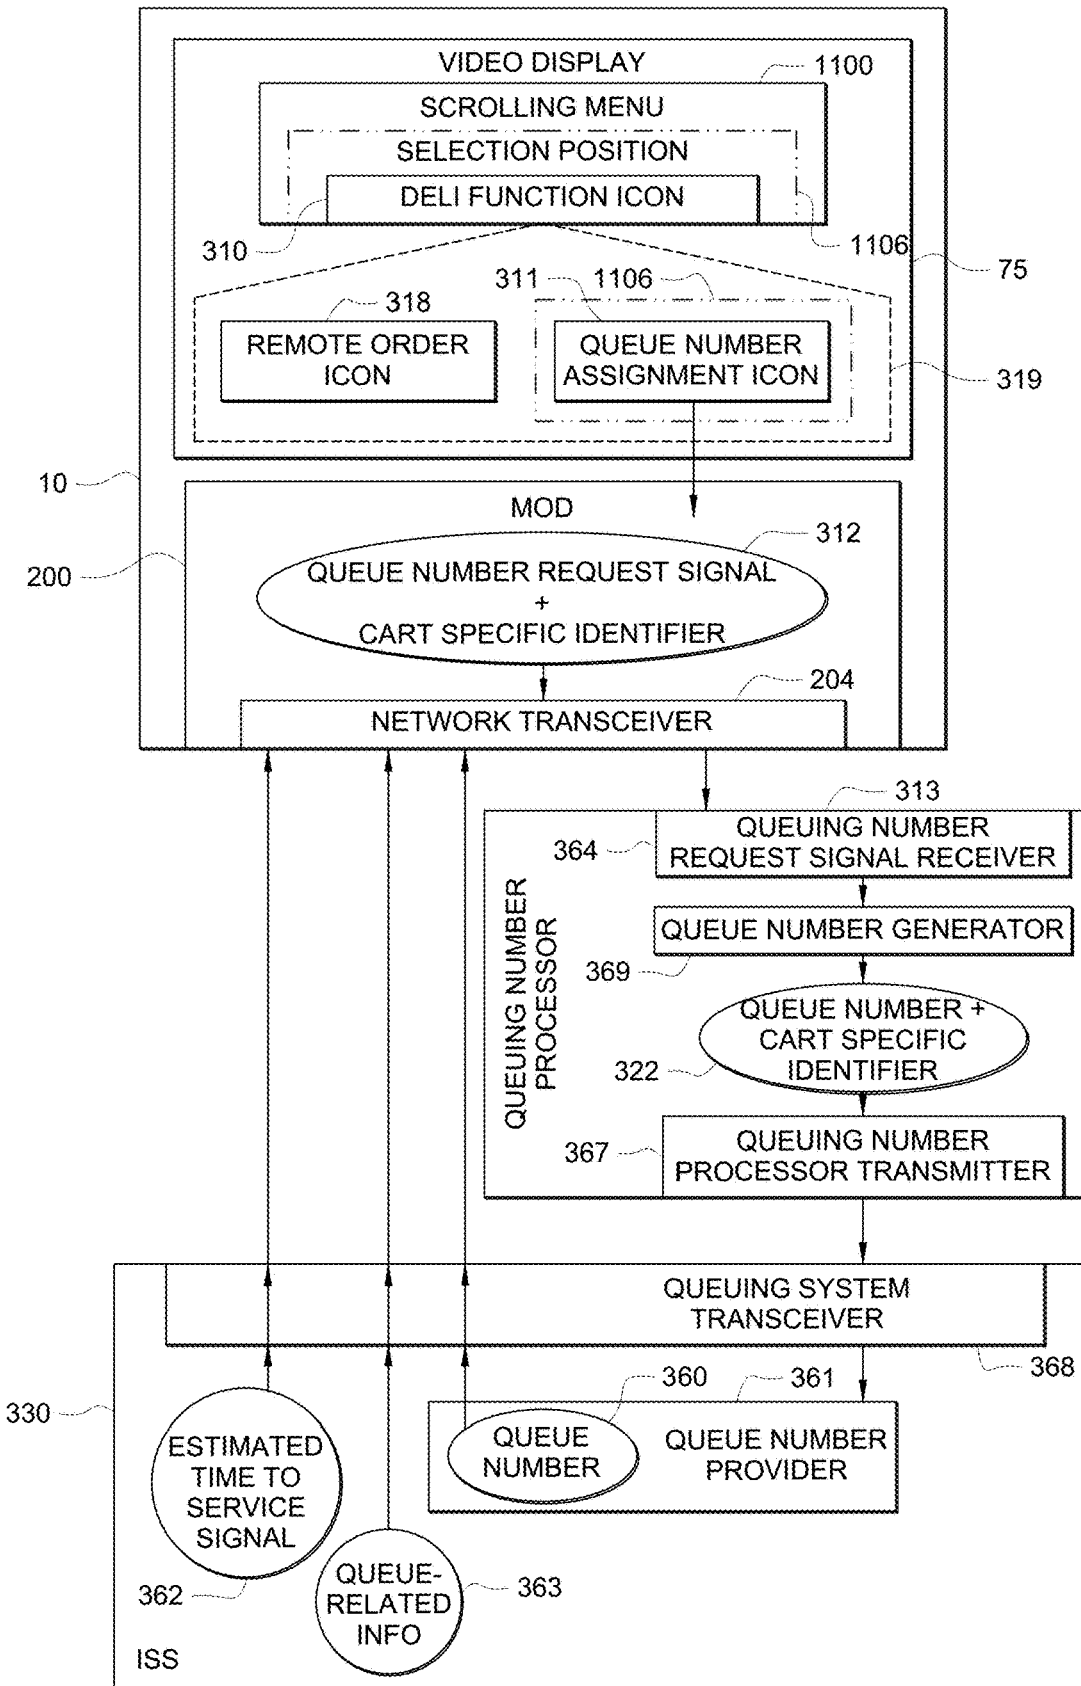 VIDEO DISPLAY
1100
SCROLLING MENU
SELECTION POSITION
DELI FUNCTION ICON
310
1106
75
311
1106
318
REMOTE ORDER
ICON
QUEUE NUMBER
ASSIGNMENT ICON
319
10
MOD
312
200
QUEUE NUMBER REQUEST SIGNAL
+
CART SPECIFIC IDENTIFIER
204
NETWORK TRANSCEIVER
313
364
QUEUING NUMBER
REQUEST SIGNAL RECEIVER
QUEUING NUMBER
PROCESSOR
QUEUE NUMBER GENERATOR
369
QUEUE NUMBER +
CART SPECIFIC
IDENTIFIER
322
367
QUEUING NUMBER
PROCESSOR TRANSMITTER
QUEUING SYSTEM
TRANSCEIVER
368
360
361
330
ESTIMATED
TIME TO
SERVICE
SIGNAL
QUEUE
NUMBER
QUEUE NUMBER
PROVIDER
362
QUEUE-
RELATED
INFO
363
ISS